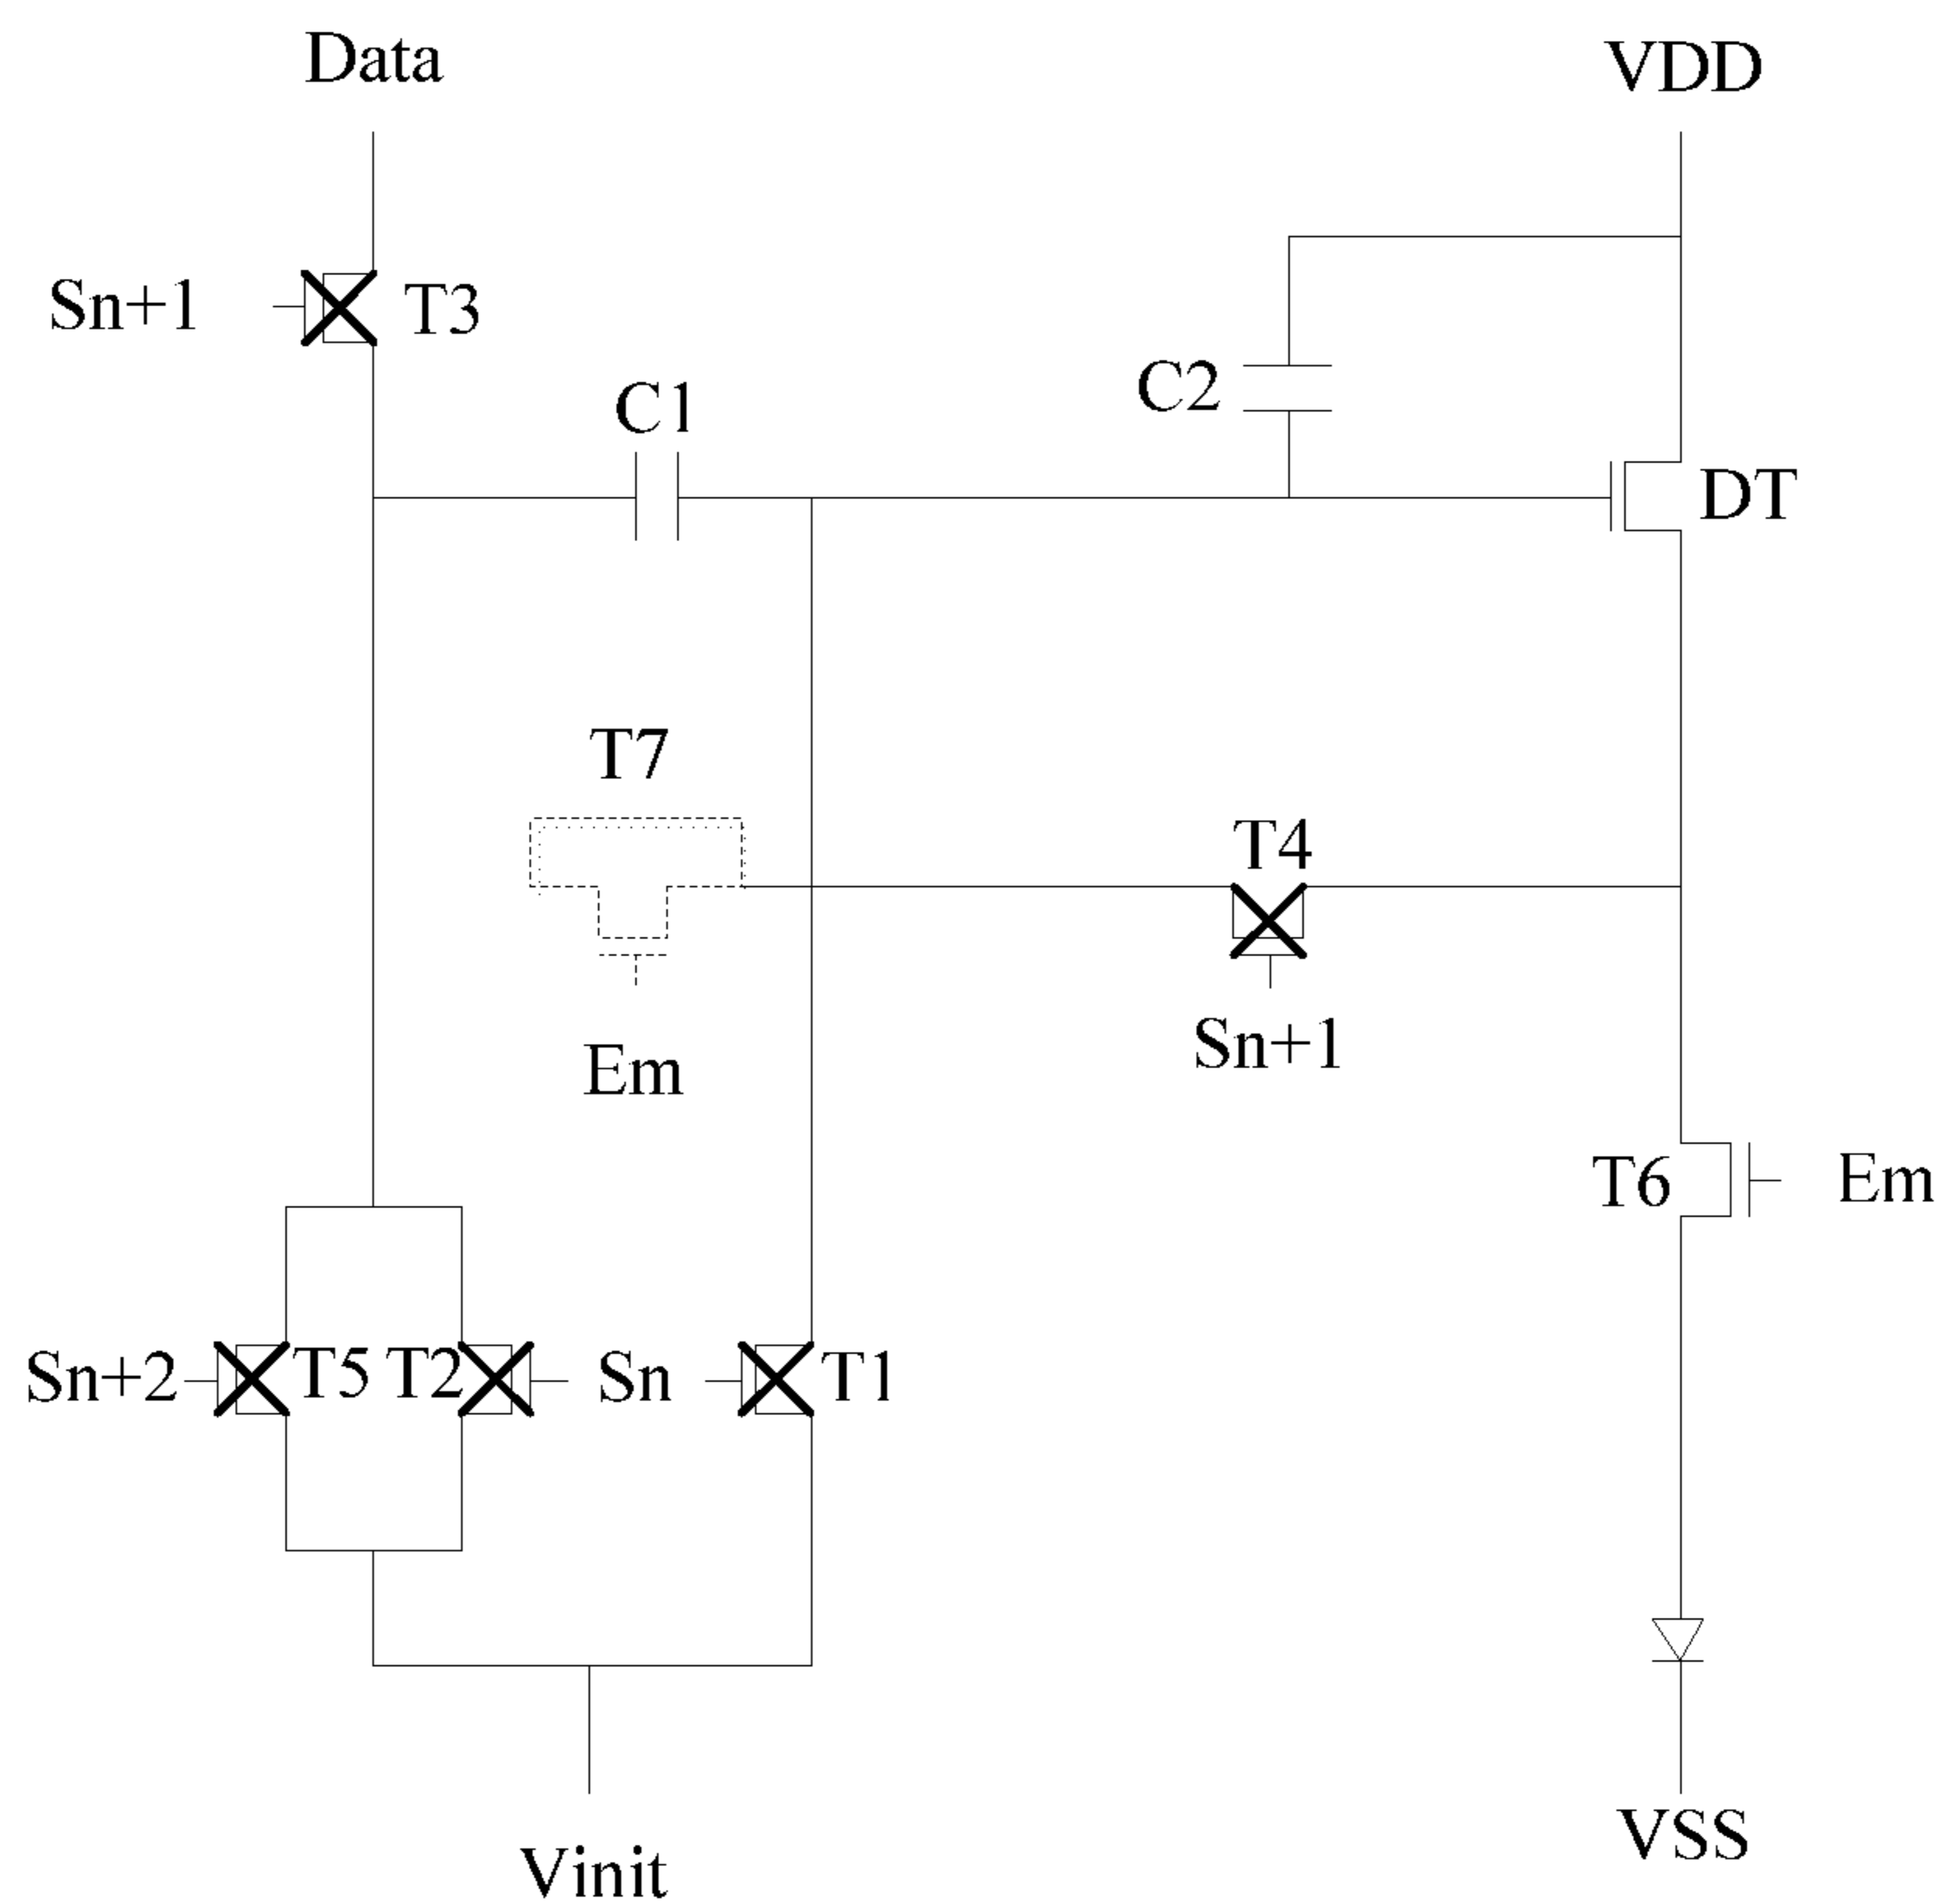 Data
VDD
Sn+1
T3
C1
C2
DT
T7
T4
Em
Sn+1
T6
Em
Sn+2
T5
T2
Sn
T1
Vinit
VSS